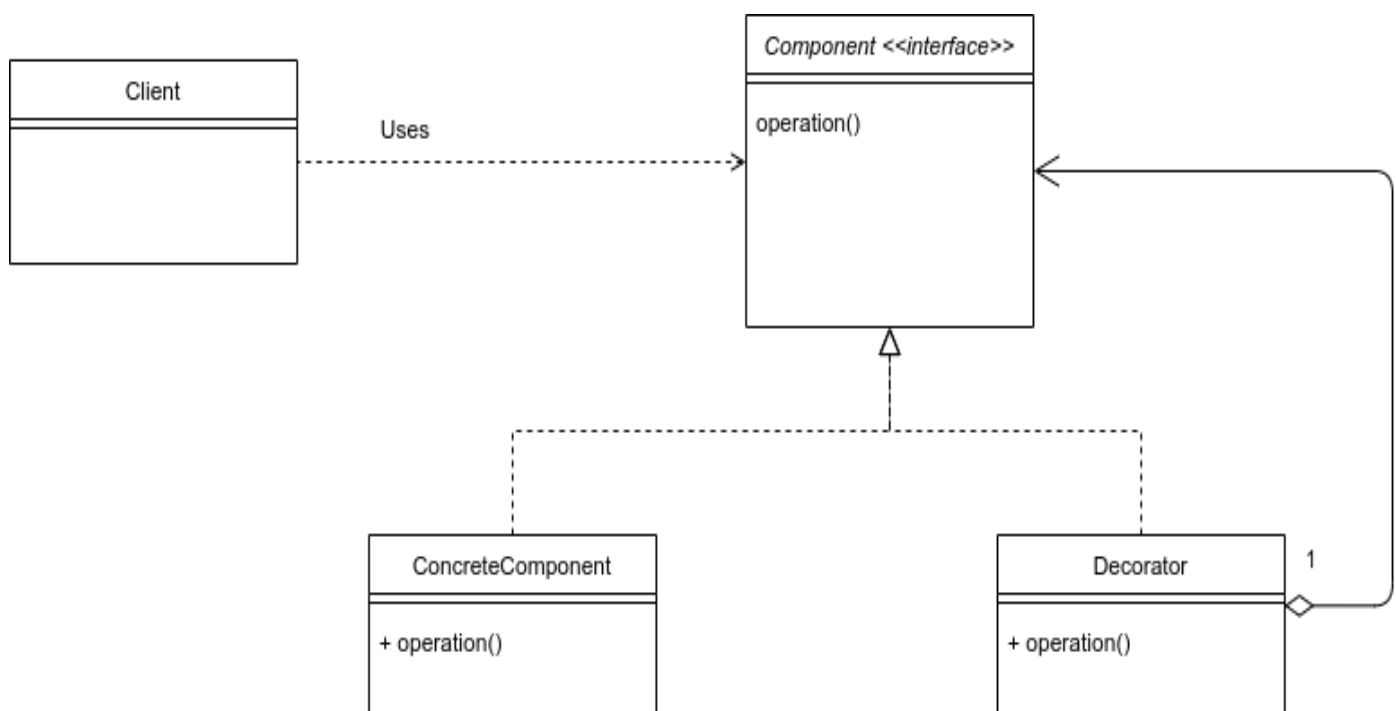 Component <<interface>>
Client
operation()
Uses
ConcreteComponent
Decorator
1
+ operation()
+ operation()